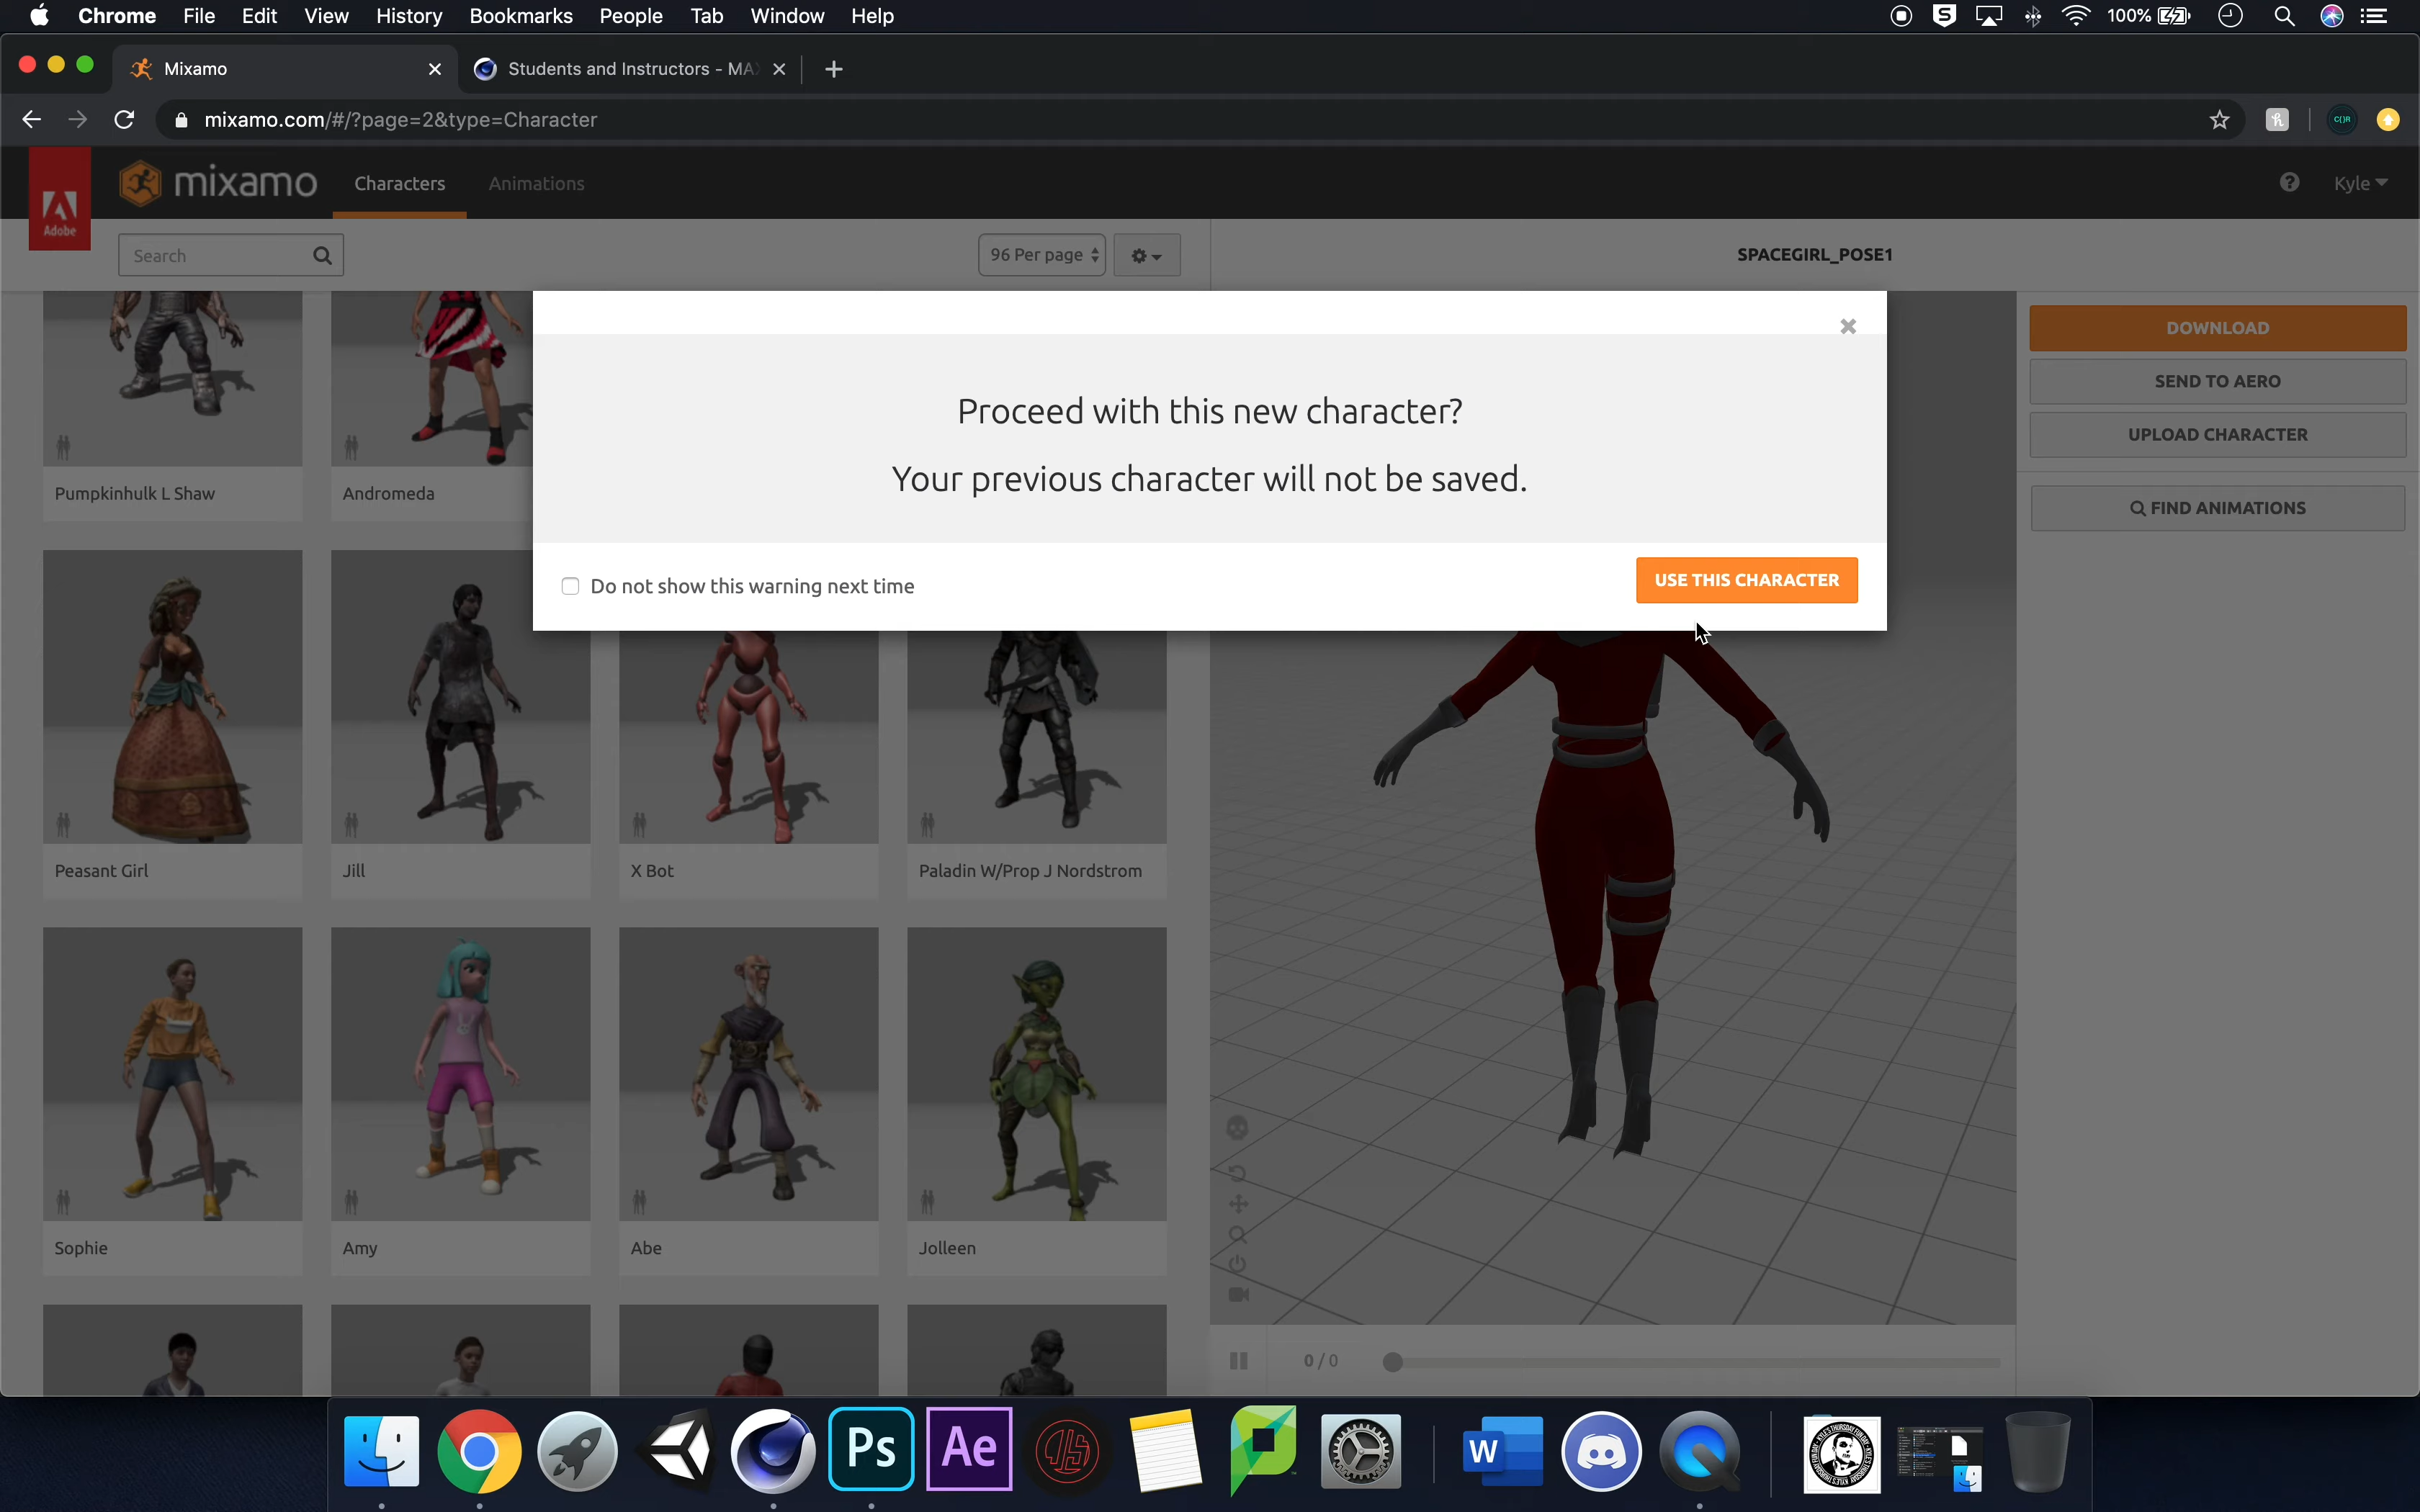 Chrome File Edit View History Bookmarks People Tab Window Help
100%
Mixamo
Students and Instructors - MA
mixamo.com/#/?page=2&type=Character
C{}R
Adobe
mixamo
Characters
Animations
Kyle
Search
96 Per page
SPACEGIRL_POSE1
Proceed with this new character?
Your previous character will not be saved.
Do not show this warning next time
USE THIS CHARACTER
DOWNLOAD
SEND TO AERO
UPLOAD CHARACTER
FIND ANIMATIONS
Pumpkinhulk L Shaw
Andromeda
Peasant Girl
Jill
X Bot
Paladin W/Prop J Nordstrom
Sophie
Amy
Abe
Jolleen
0 / 0
Ps
Ae
W